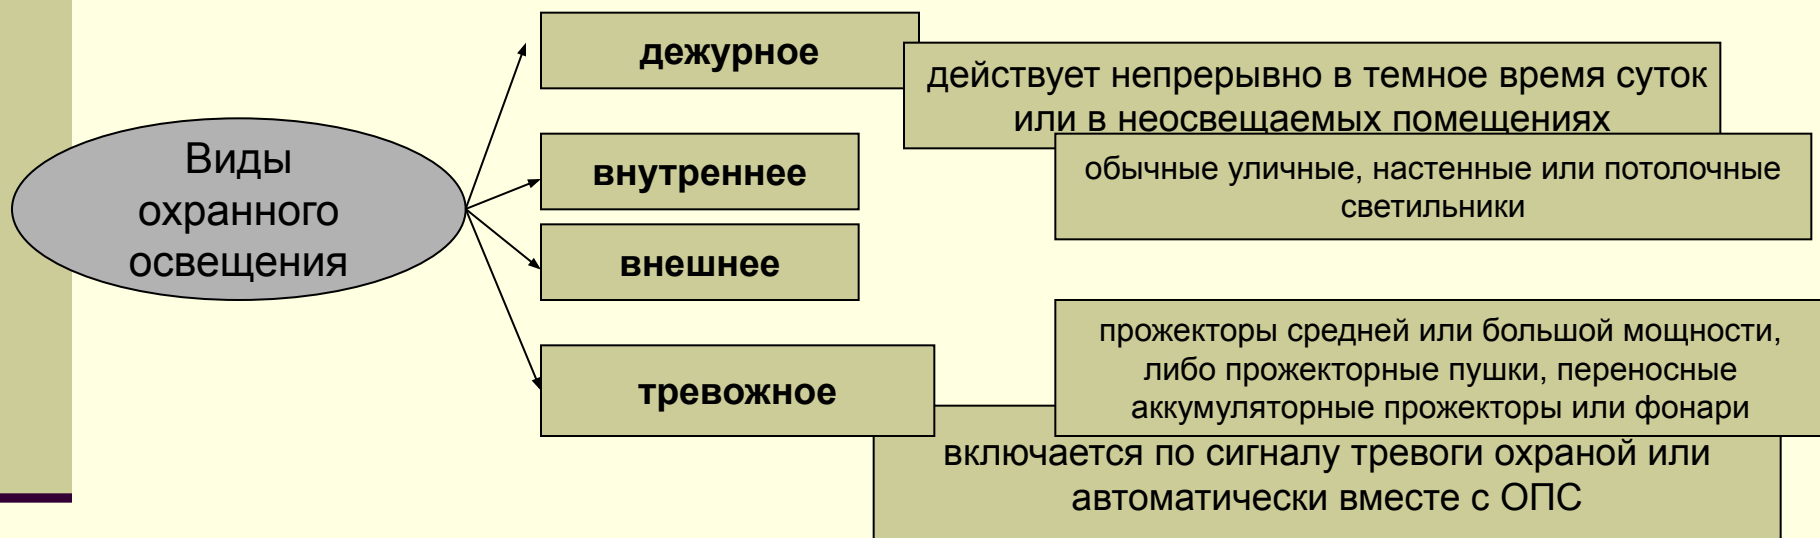 Виды
охранного
освещения
дежурное
действует непрерывно в темное время суток
или в неосвещаемых помещениях
обычные уличные, настенные или потолочные
светильники
внутреннее
внешнее
тревожное
прожекторы средней или большой мощности,
либо прожекторные пушки, переносные
аккумуляторные прожекторы или фонари
включается по сигналу тревоги охраной или
автоматически вместе с ОПС